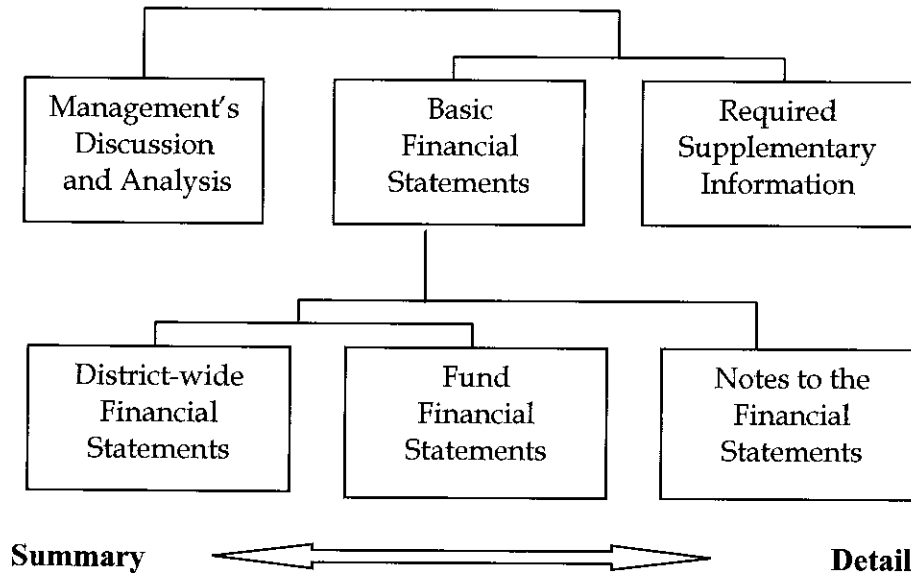 Management's
Discussion
and Analysis
Basic
Financial
Statements
Required
Supplementary
Information
District-wide
Financial
Statements
Fund
Financial
Statements
Notes to the
Financial
Statements
Summary
Detail